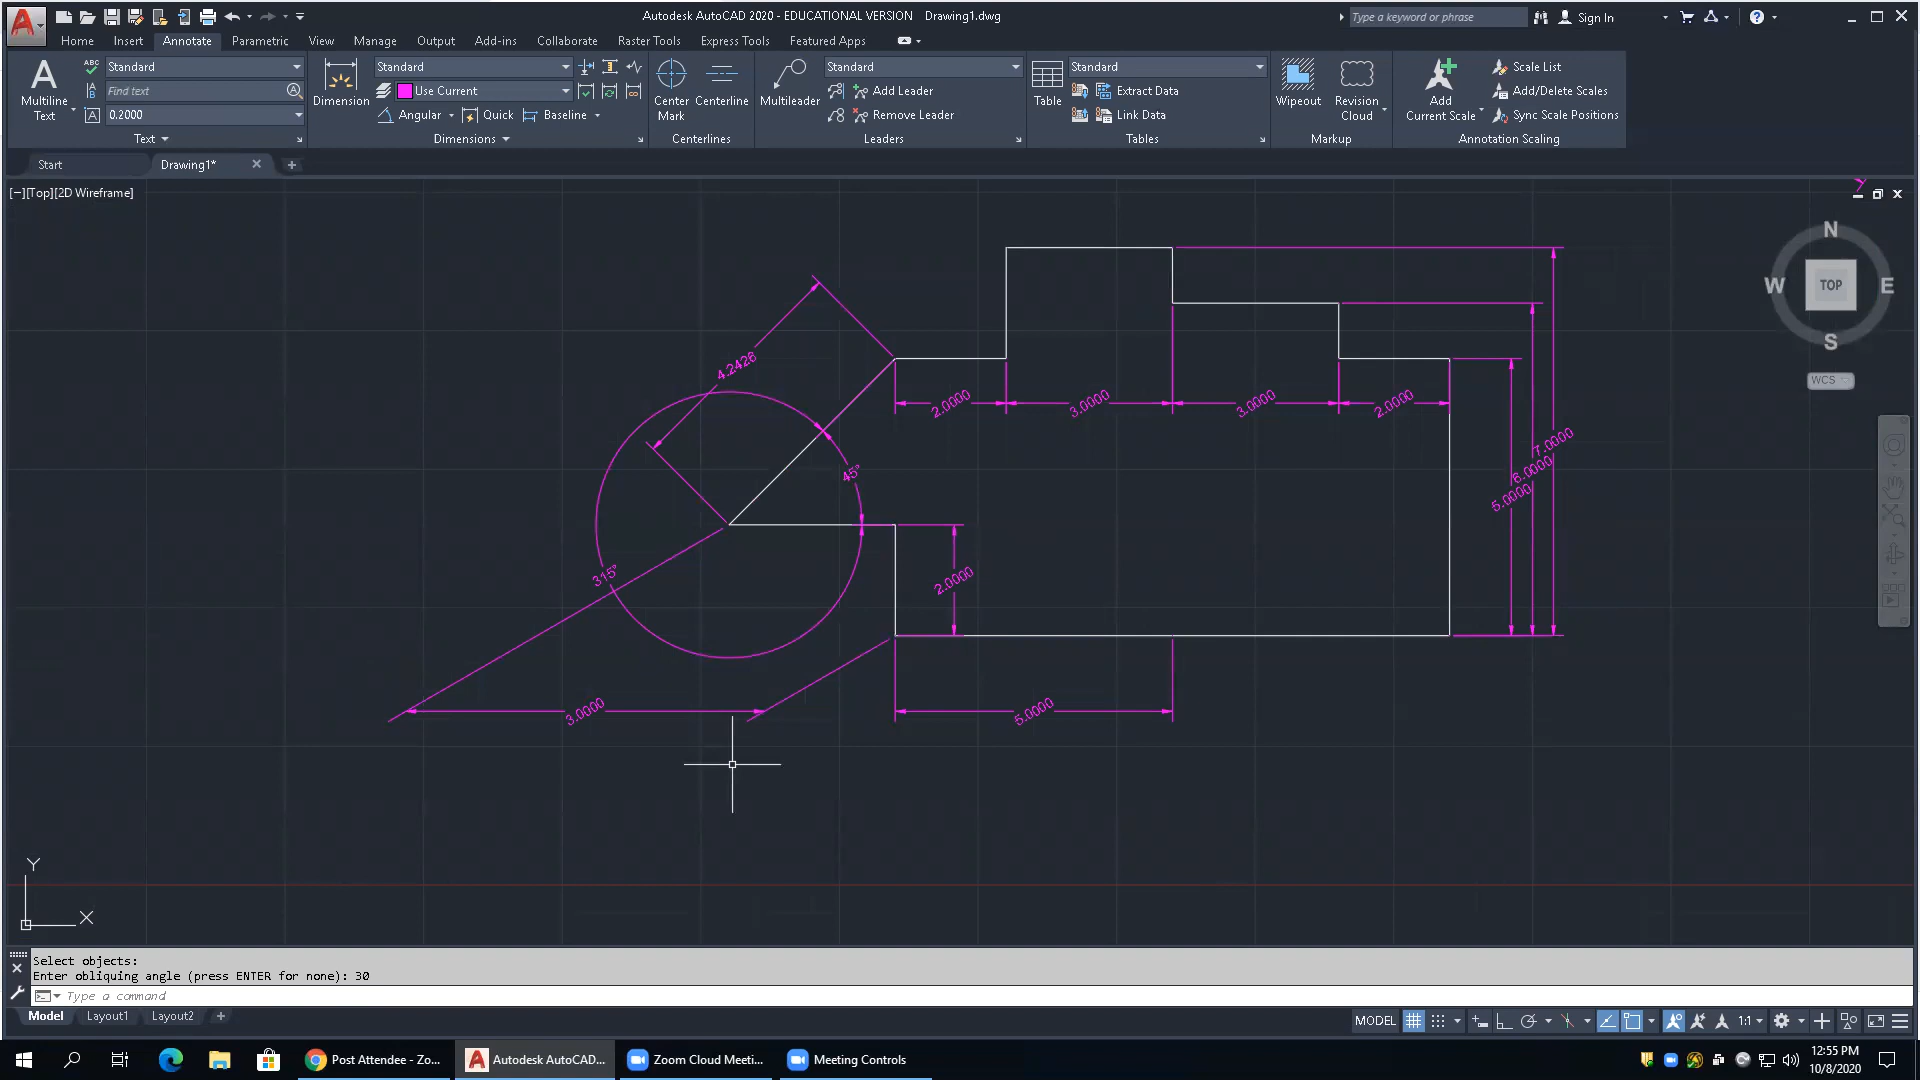 Autodesk AutoCAD 2020 - EDUCATIONAL VERSION Drawing1.dwg
Type a keyword or phrase
Sign In
Home Insert Annotate Parametric View Manage Output Add-ins Collaborate Raster Tools Express Tools Featured Apps
Multiline
Text
Standard
Find text
0.2000
Text
Dimension
Standard
Use Current
Angular Quick Baseline
Dimensions
Center
Mark
Centerline
Centerlines
Multileader
Standard
Add Leader
Remove Leader
Leaders
Table
Standard
Extract Data
Link Data
Tables
Wipeout
Revision
Cloud
Markup
Add
Current Scale
Scale List
Add/Delete Scales
Sync Scale Positions
Annotation Scaling
Start
Drawing1*
[−][Top][2D Wireframe]
N
W TOP E
S
WCS
4.2426
2.0000 3.0000 3.0000 2.0000
7.0000
6.0000
5.0000
45°
315°
2.0000
3.0000
5.0000
Y
X
Select objects:
Enter obliquing angle (press ENTER for none): 30
Type a command
Model Layout1 Layout2
MODEL
1:1
Post Attendee - Zo...
Autodesk AutoCAD...
Zoom Cloud Meeti...
Meeting Controls
12:55 PM
10/8/2020